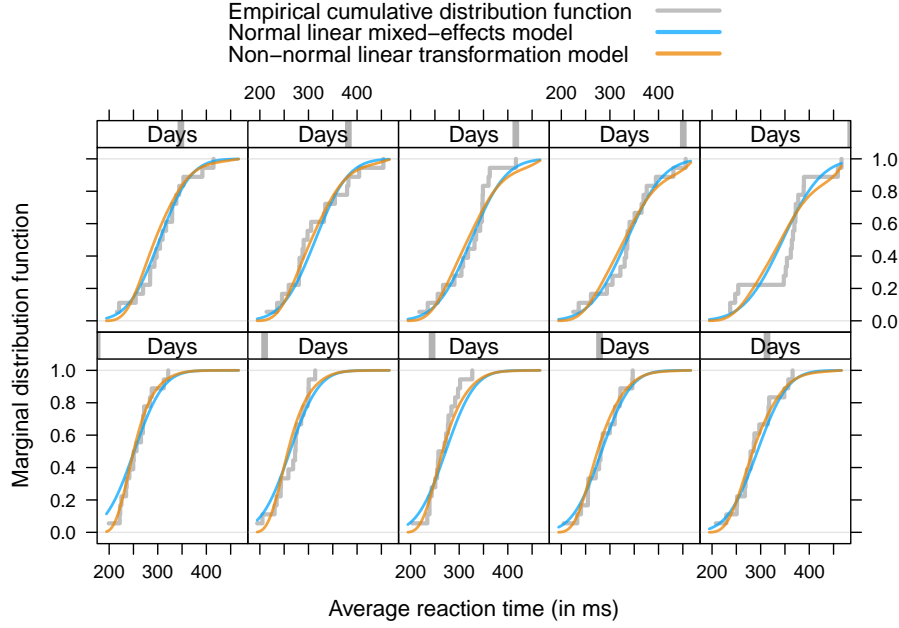 Empirical cumulative distribution function
Normal linear mixed−effects model
Non−normal linear transformation model
200 300 400 200 300 400
Days Days Days Days Days
1.0
0.8
0.6
0.4
0.2
0.0
Days Days Days Days Days
1.0
0.8
0.6
0.4
0.2
0.0
200 300 400 200 300 400 200 300 400
Marginal distribution function
Average reaction time (in ms)